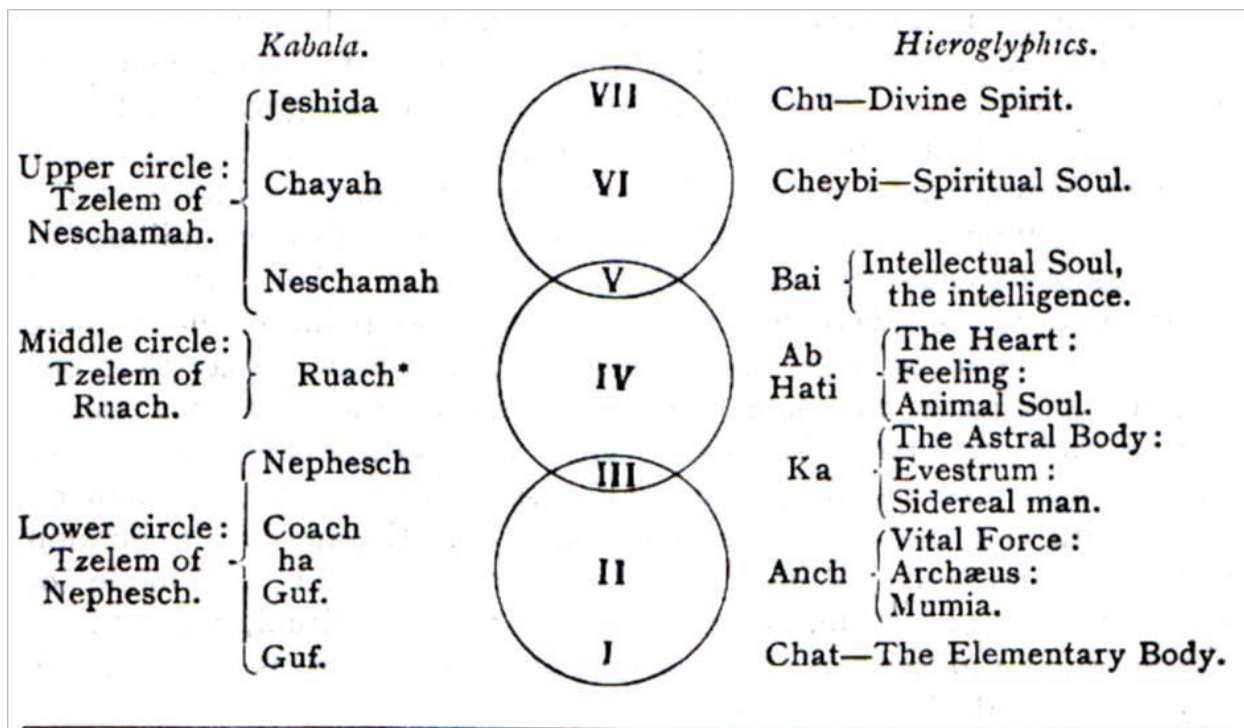 Kabala.
Hieroglyphics.
Upper circle :
Tzelem of
Neschamah.
Jeshida
Chayah
Neschamah
VII
VI
V
Chu—Divine Spirit.
Cheybi—Spiritual Soul.
Bai
Intellectual Soul,
the intelligence.
Middle circle :
Tzelem of
Ruach.
Ruach*
IV
Ab
Hati
The Heart :
Feeling :
Animal Soul.
Lower circle :
Tzelem of
Nephesch.
Nephesch
Coach
ha
Guf.
Guf.
III
II
I
Ka
The Astral Body :
Evestrum :
Sidereal man.
Anch
Vital Force :
Archæus :
Mumia.
Chat—The Elementary Body.